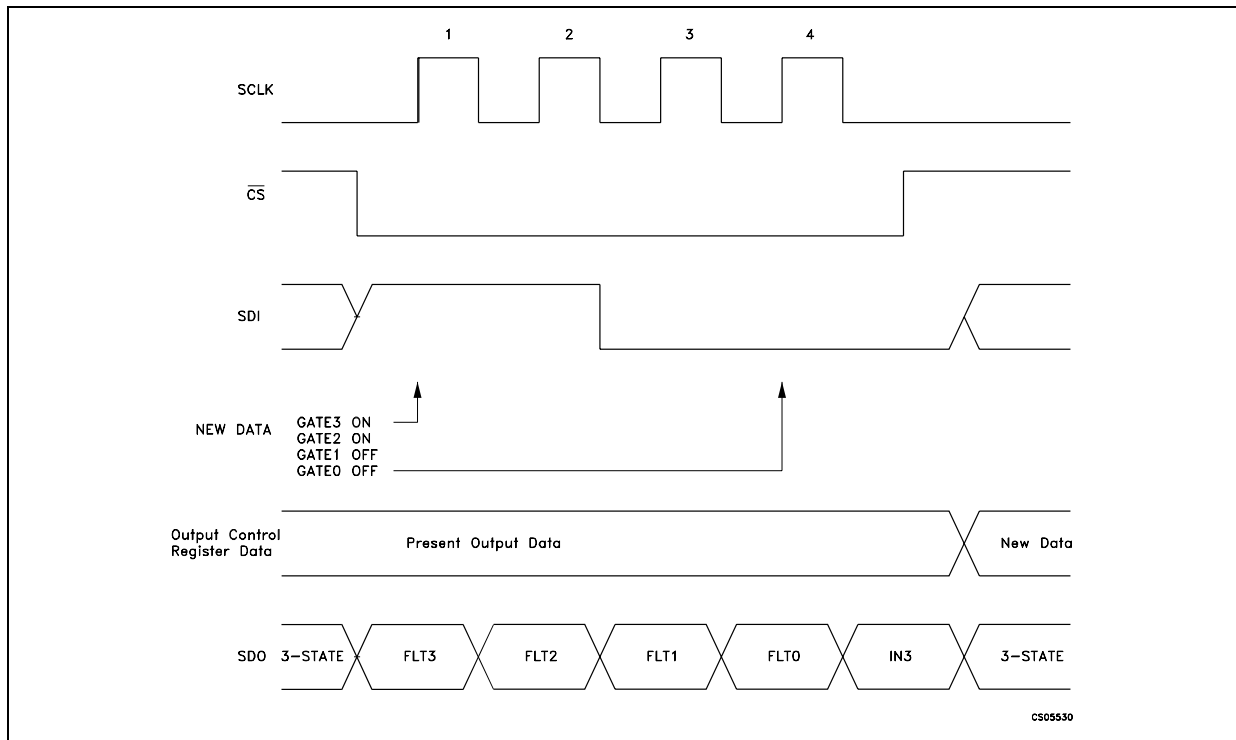 1 2 3 4
SCLK
CS
SDI
NEW DATA
GATE3 ON
GATE2 ON
GATE1 OFF
GATE0 OFF
Output Control
Register Data
Present Output Data
New Data
SDO 3-STATE FLT3 FLT2 FLT1 FLT0 IN3 3-STATE
CS05530